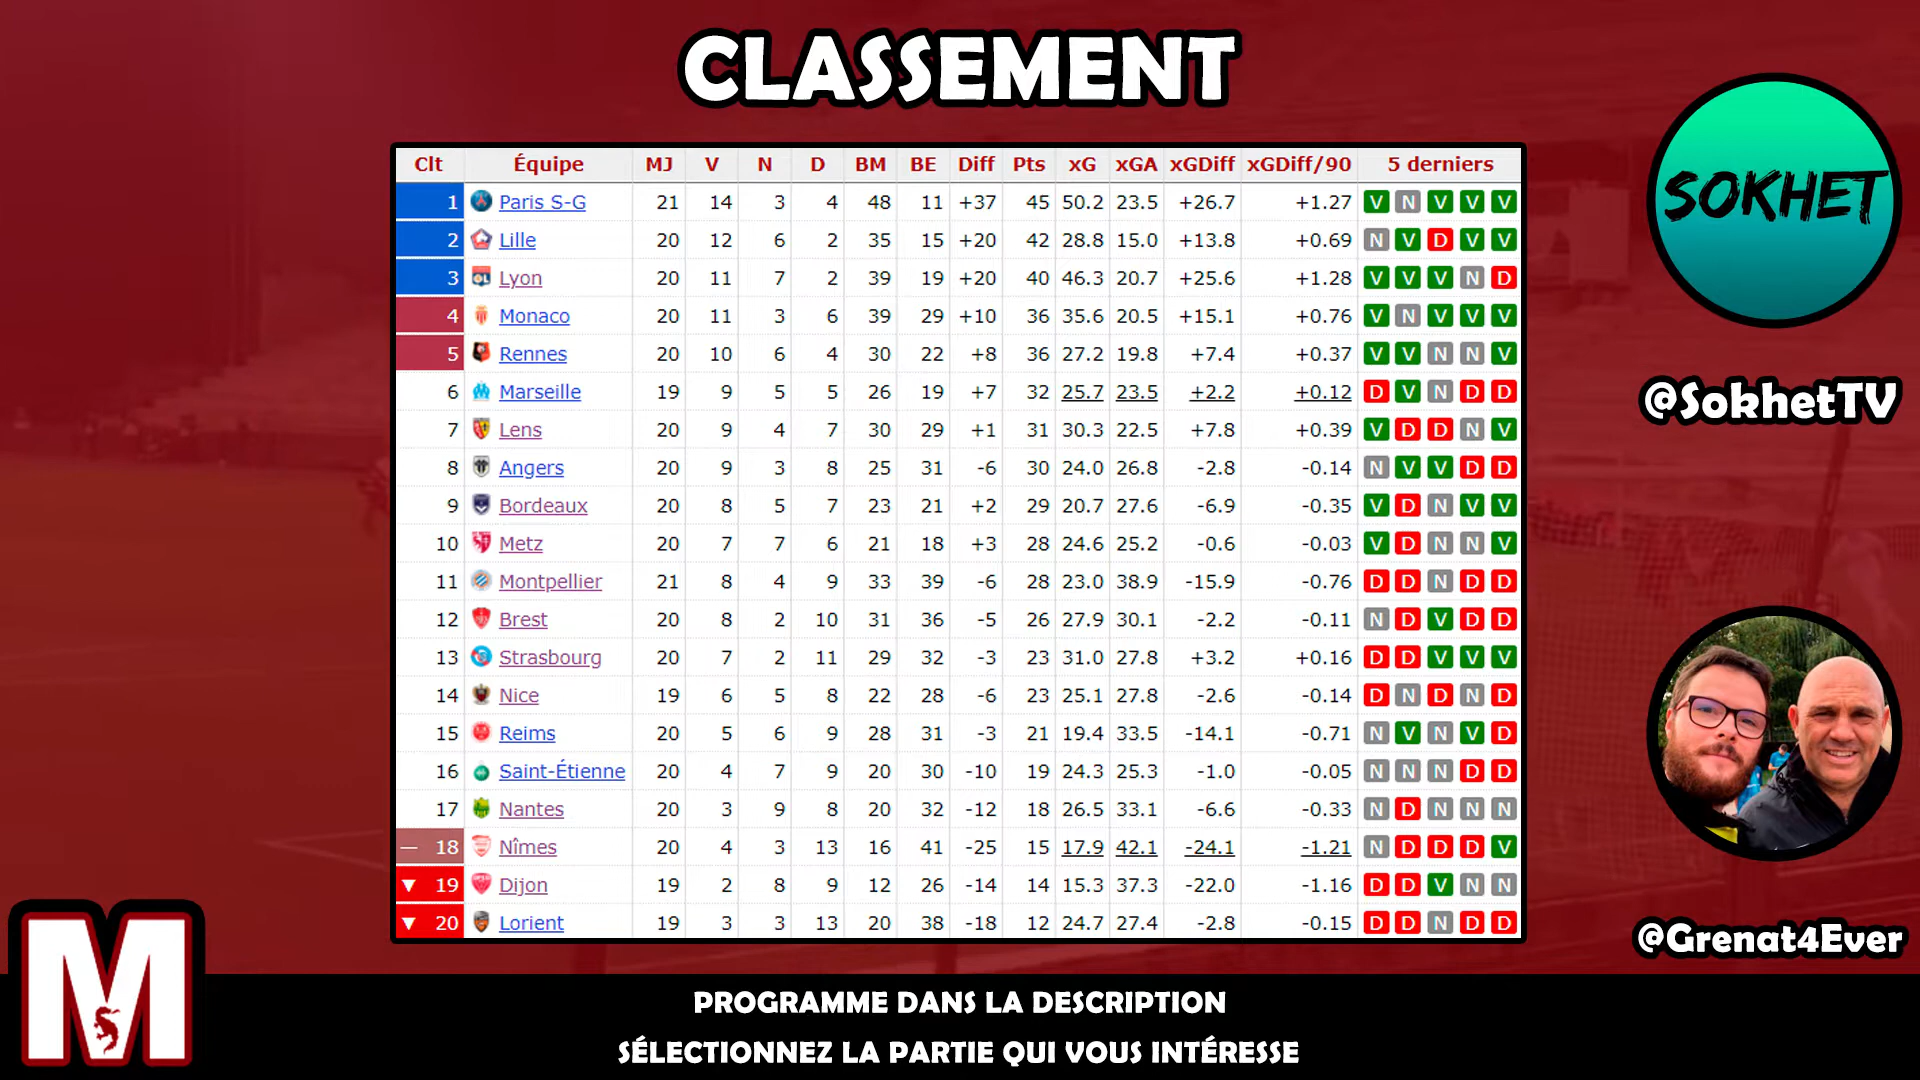 CLASSEMENT
Clt Équipe MJ V N D BM BE Diff Pts xG xGA xGDiff xGDiff/90 5 derniers
1 Paris S-G 21 14 3 4 48 11 +37 45 50.2 23.5 +26.7 +1.27 V N V V V
2 Lille 20 12 6 2 35 15 +20 42 28.8 15.0 +13.8 +0.69 N V D V V
3 Lyon 20 11 7 2 39 19 +20 40 46.3 20.7 +25.6 +1.28 V V V N D
4 Monaco 20 11 3 6 39 29 +10 36 35.6 20.5 +15.1 +0.76 V N V V V
5 Rennes 20 10 6 4 30 22 +8 36 27.2 19.8 +7.4 +0.37 V V N N V
6 Marseille 19 9 5 5 26 19 +7 32 25.7 23.5 +2.2 +0.12 D V N D D
7 Lens 20 9 4 7 30 29 +1 31 30.3 22.5 +7.8 +0.39 V D D N V
8 Angers 20 9 3 8 25 31 -6 30 24.0 26.8 -2.8 -0.14 N V V D D
9 Bordeaux 20 8 5 7 23 21 +2 29 20.7 27.6 -6.9 -0.35 V D N V V
10 Metz 20 7 7 6 21 18 +3 28 24.6 25.2 -0.6 -0.03 V D N N V
11 Montpellier 21 8 4 9 33 39 -6 28 23.0 38.9 -15.9 -0.76 D D N D D
12 Brest 20 8 2 10 31 36 -5 26 27.9 30.1 -2.2 -0.11 N D V D D
13 Strasbourg 20 7 2 11 29 32 -3 23 31.0 27.8 +3.2 +0.16 D D V V V
14 Nice 19 6 5 8 22 28 -6 23 25.1 27.8 -2.6 -0.14 D N D N D
15 Reims 20 5 6 9 28 31 -3 21 19.4 33.5 -14.1 -0.71 N V N V D
16 Saint-Étienne 20 4 7 9 20 30 -10 19 24.3 25.3 -1.0 -0.05 N N N D D
17 Nantes 20 3 9 8 20 32 -12 18 26.5 33.1 -6.6 -0.33 N D N N N
— 18 Nîmes 20 4 3 13 16 41 -25 15 17.9 42.1 -24.1 -1.21 N D D D V
▼ 19 Dijon 19 2 8 9 12 26 -14 14 15.3 37.3 -22.0 -1.16 D D V N N
▼ 20 Lorient 19 3 3 13 20 38 -18 12 24.7 27.4 -2.8 -0.15 D D N D D
SOKHET
@SokhetTV
@Grenat4Ever
M
PROGRAMME DANS LA DESCRIPTION
SÉLECTIONNEZ LA PARTIE QUI VOUS INTÉRESSE